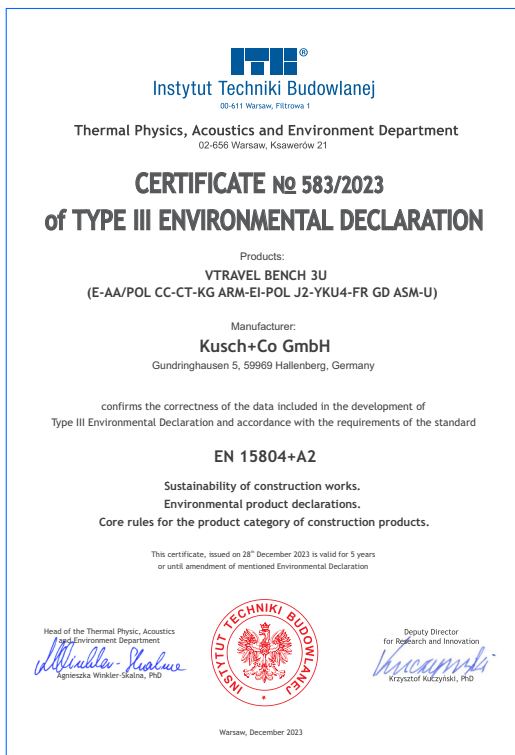 ITB®
Instytut Techniki Budowlanej
00-611 Warsaw, Filtrowa 1
Thermal Physics, Acoustics and Environment Department
02-656 Warsaw, Ksawerów 21
CERTIFICATE № 583/2023
of TYPE III ENVIRONMENTAL DECLARATION
Products:
VTRAVEL BENCH 3U
(E-AA/POL CC-CT-KG ARM-EI-POL J2-YKU4-FR GD ASM-U)
Manufacturer:
Kusch+Co GmbH
Gundringhausen 5, 59969 Hallenberg, Germany
confirms the correctness of the data included in the development of
Type III Environmental Declaration and accordance with the requirements of the standard
EN 15804+A2
Sustainability of construction works.
Environmental product declarations.
Core rules for the product category of construction products.
This certificate, issued on 28th December 2023 is valid for 5 years
or until amendment of mentioned Environmental Declaration
Head of the Thermal Physic, Acoustics
and Environment Department
AWinkler-Skalna
Agnieszka Winkler-Skalna, PhD
INSTYTUT TECHNIKI BUDOWLANEJ
Deputy Director
for Research and Innovation
Kuczyński
Krzysztof Kuczyński, PhD
Warsaw, December 2023